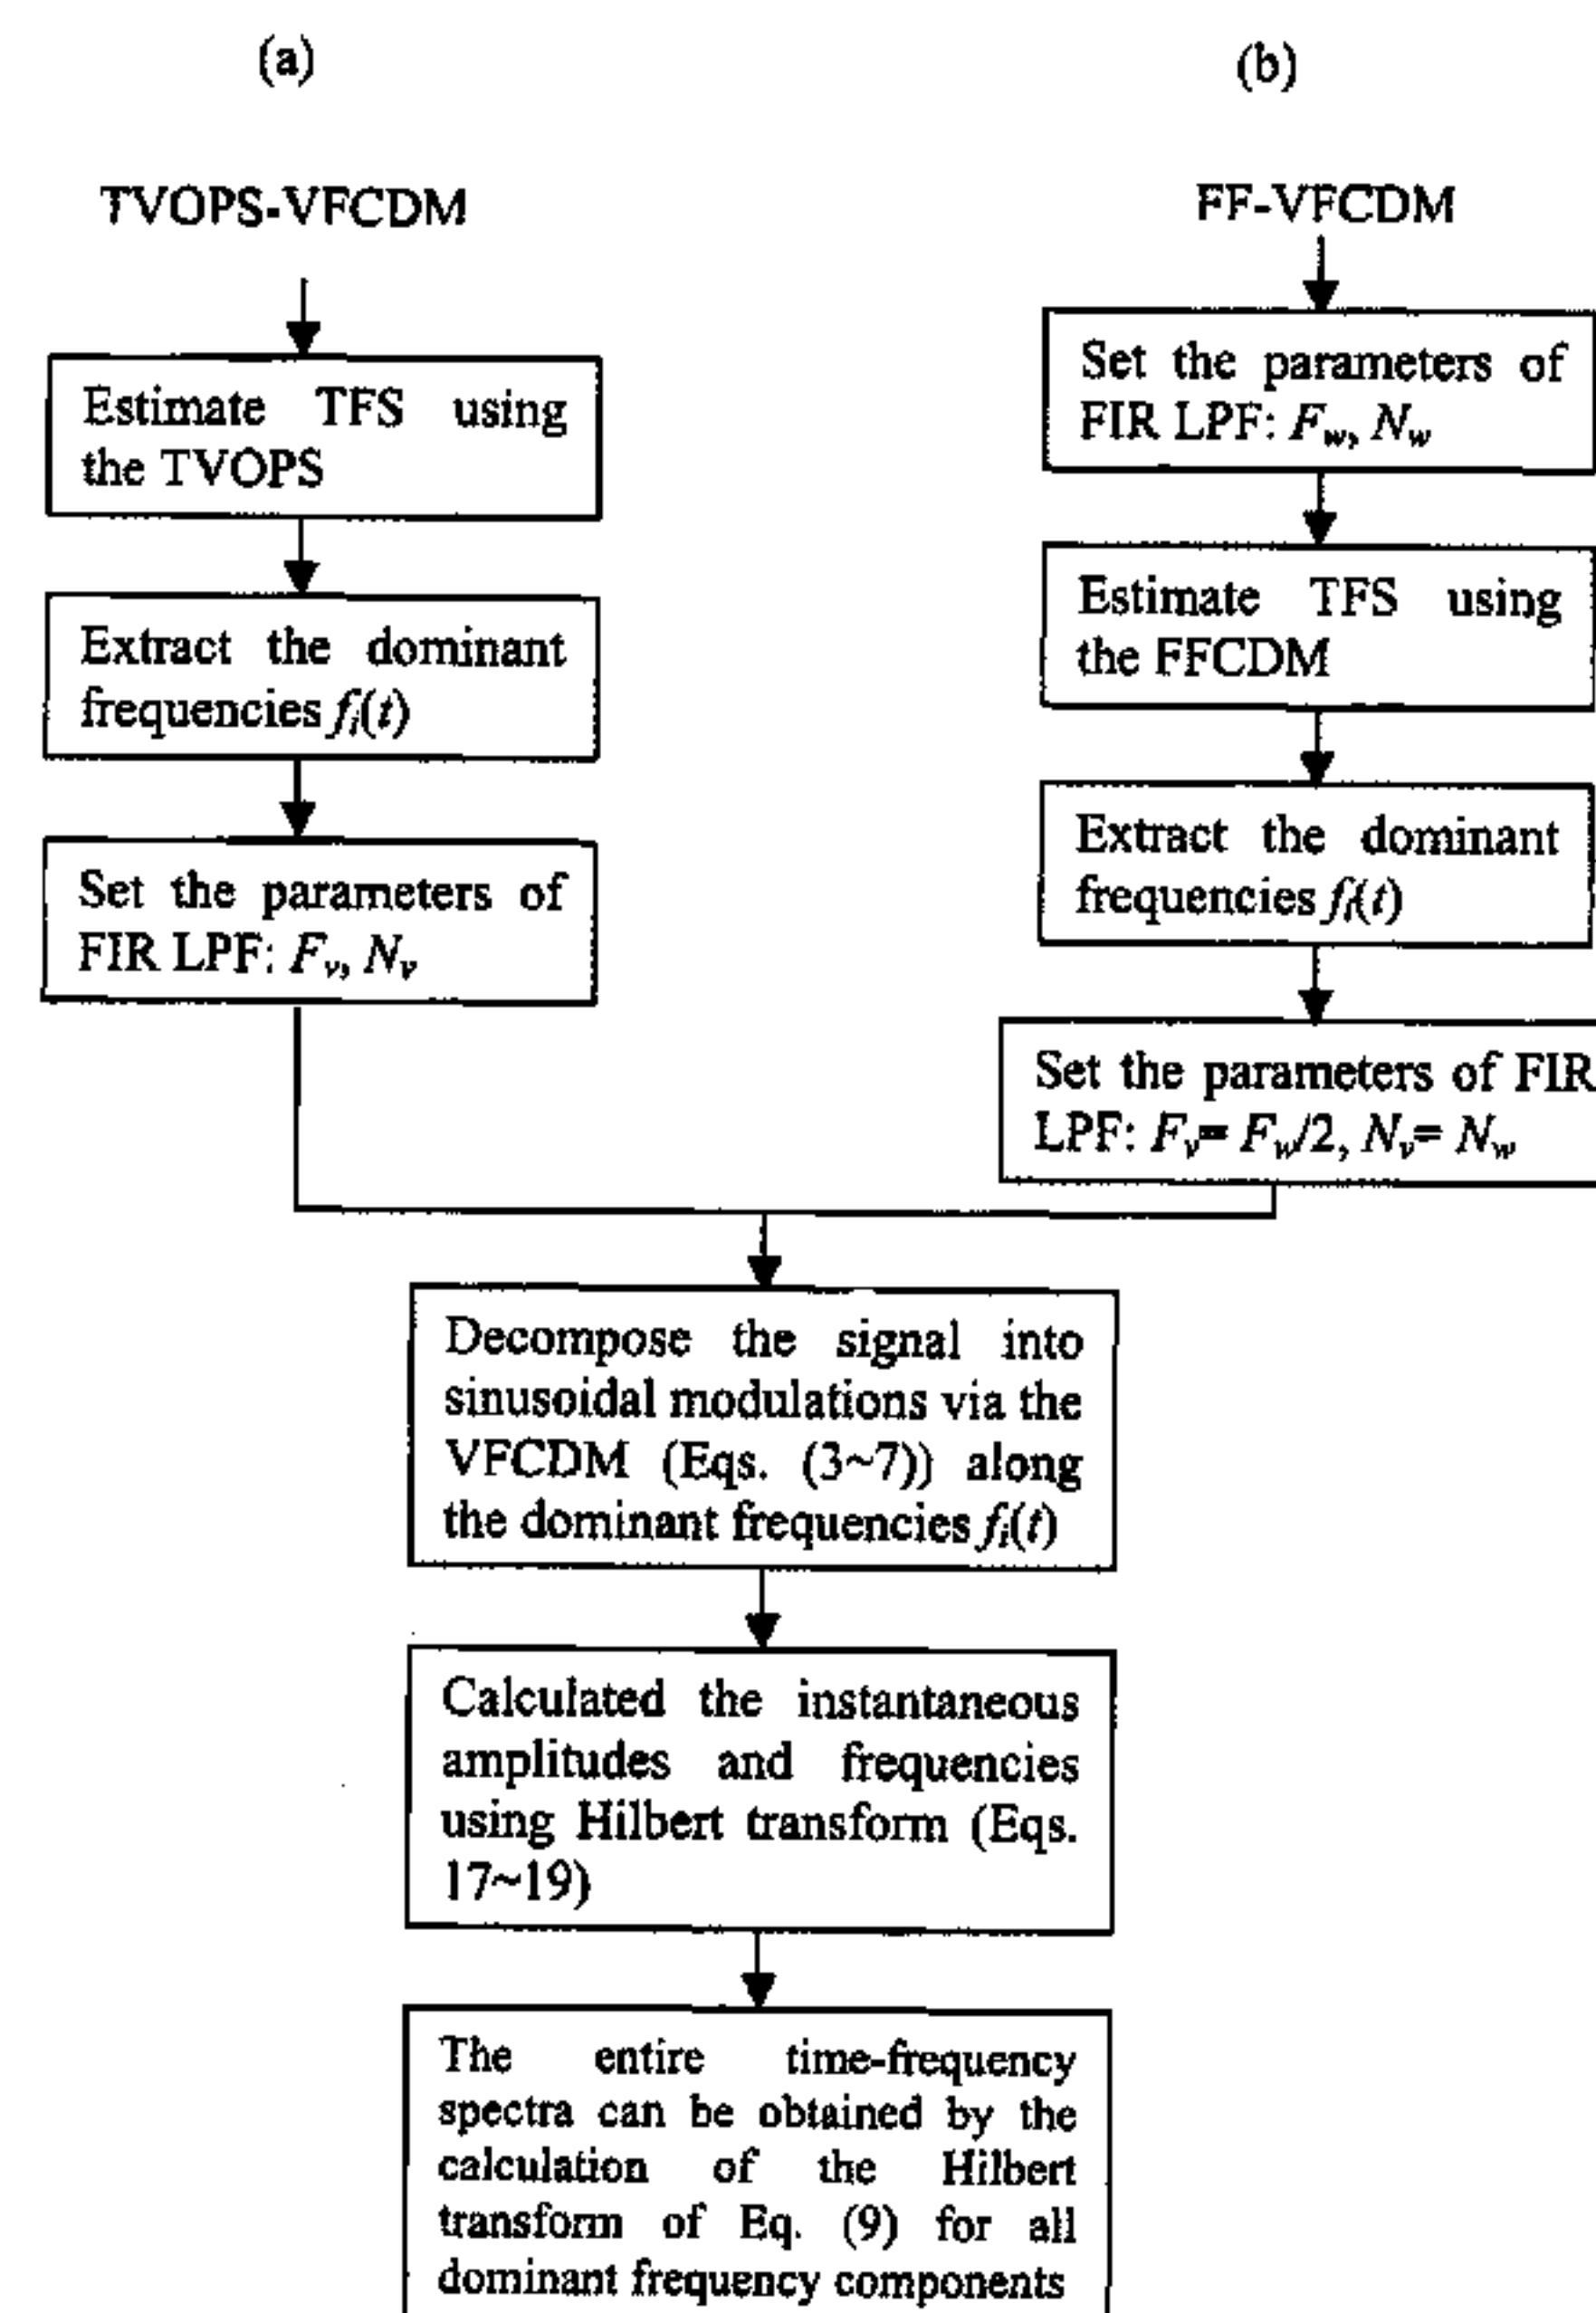 (a)
TVOPS-VFCDM
Estimate TFS using
the TVOPS
Extract the dominant
frequencies fi(t)
Set the parameters of
FIR LPF: Fv, Nv
(b)
FF-VFCDM
Set the parameters of
FIR LPF: Fw, Nw
Estimate TFS using
the FFCDM
Extract the dominant
frequencies fi(t)
Set the parameters of FIR
LPF: Fv= Fw/2, Nv= Nw
Decompose the signal into
sinusoidal modulations via the
VFCDM (Eqs. (3~7)) along
the dominant frequencies fi(t)
Calculated the instantaneous
amplitudes and frequencies
using Hilbert transform (Eqs.
17~19)
The entire time-frequency
spectra can be obtained by the
calculation of the Hilbert
transform of Eq. (9) for all
dominant frequency components